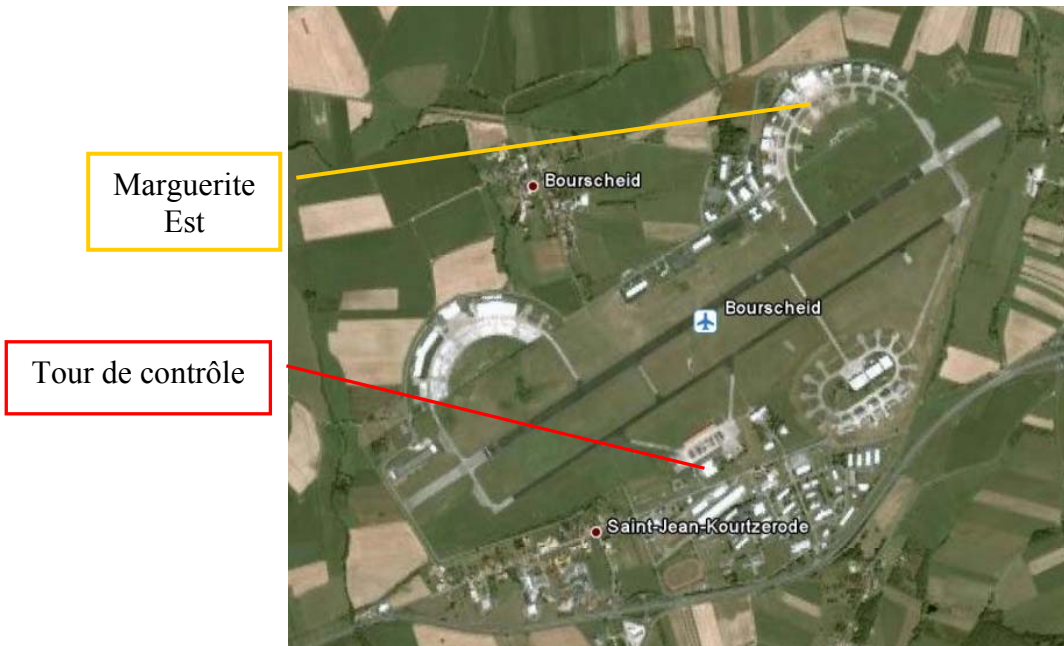 Marguerite
Est
Bourscheid
Bourscheid
Tour de contrôle
Saint-Jean-Kourtzerode